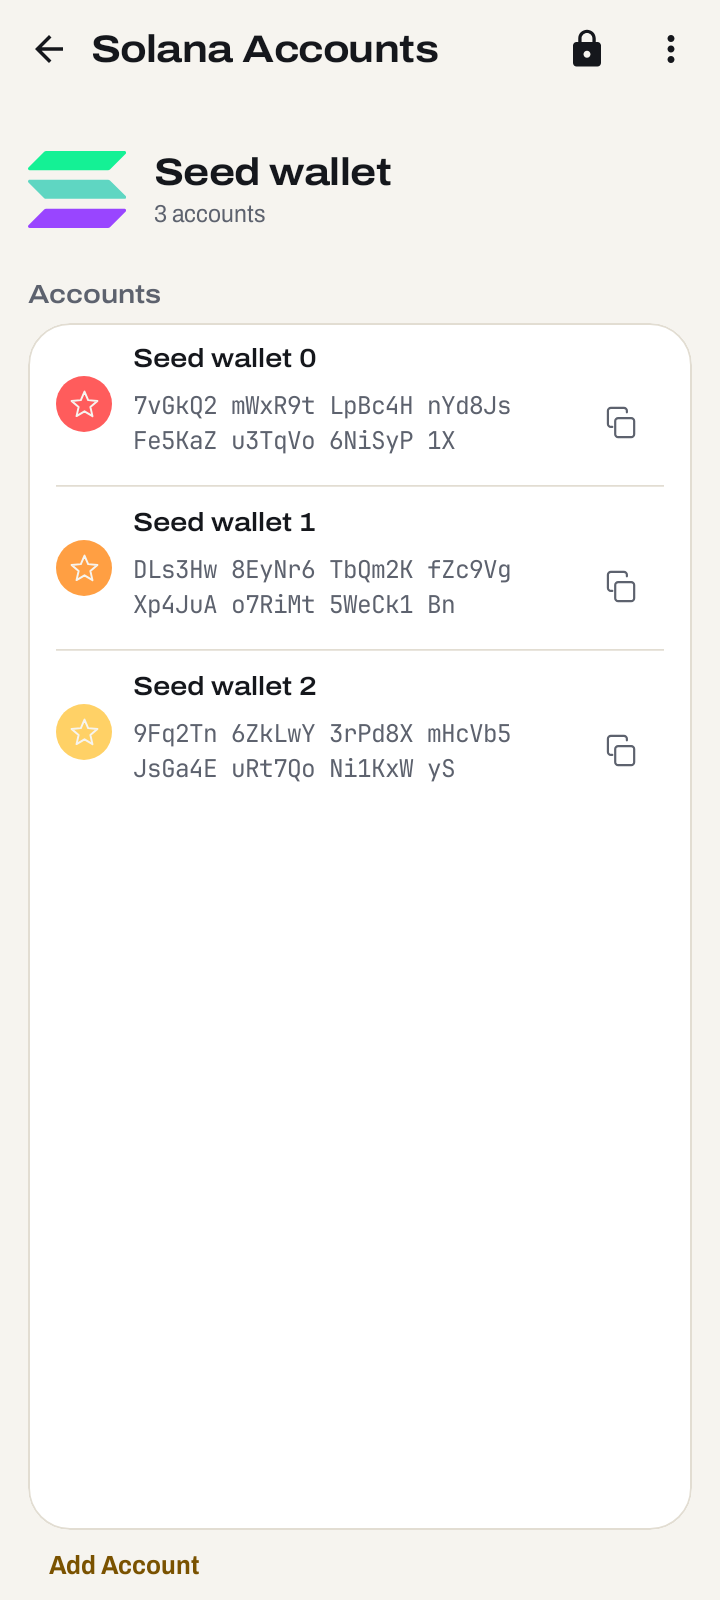 Solana Accounts
Seed wallet
3 accounts
Accounts
Seed wallet 0
7vGkQ2 mWxR9t LpBc4H nYd8Js
Fe5KaZ u3TqVo 6NiSyP 1X
Seed wallet 1
DLs3Hw 8EyNr6 TbQm2K fZc9Vg
Xp4JuA o7RiMt 5WeCk1 Bn
Seed wallet 2
9Fq2Tn 6ZkLwY 3rPd8X mHcVb5
JsGa4E uRt7Qo Ni1KxW yS
Add Account